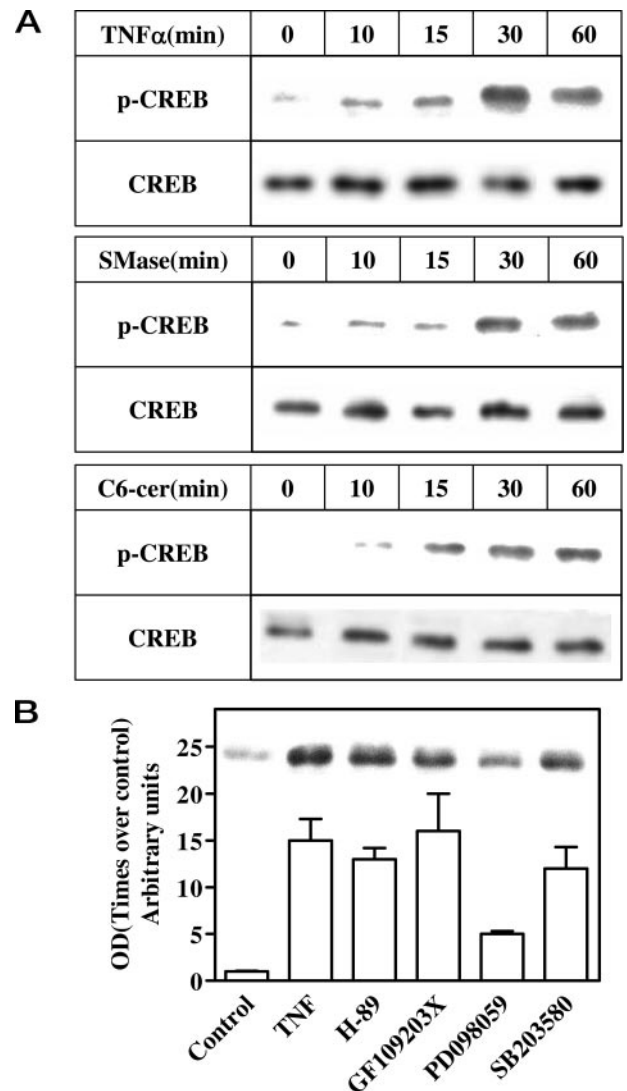 A
TNFα(min) 0 10 15 30 60
p-CREB
CREB
SMase(min) 0 10 15 30 60
p-CREB
CREB
C6-cer(min) 0 10 15 30 60
p-CREB
CREB
B
OD(Times over control)
Arbitrary units
25
20
15
10
5
0
Control
TNF
H-89
GF109203X
PD098059
SB203580